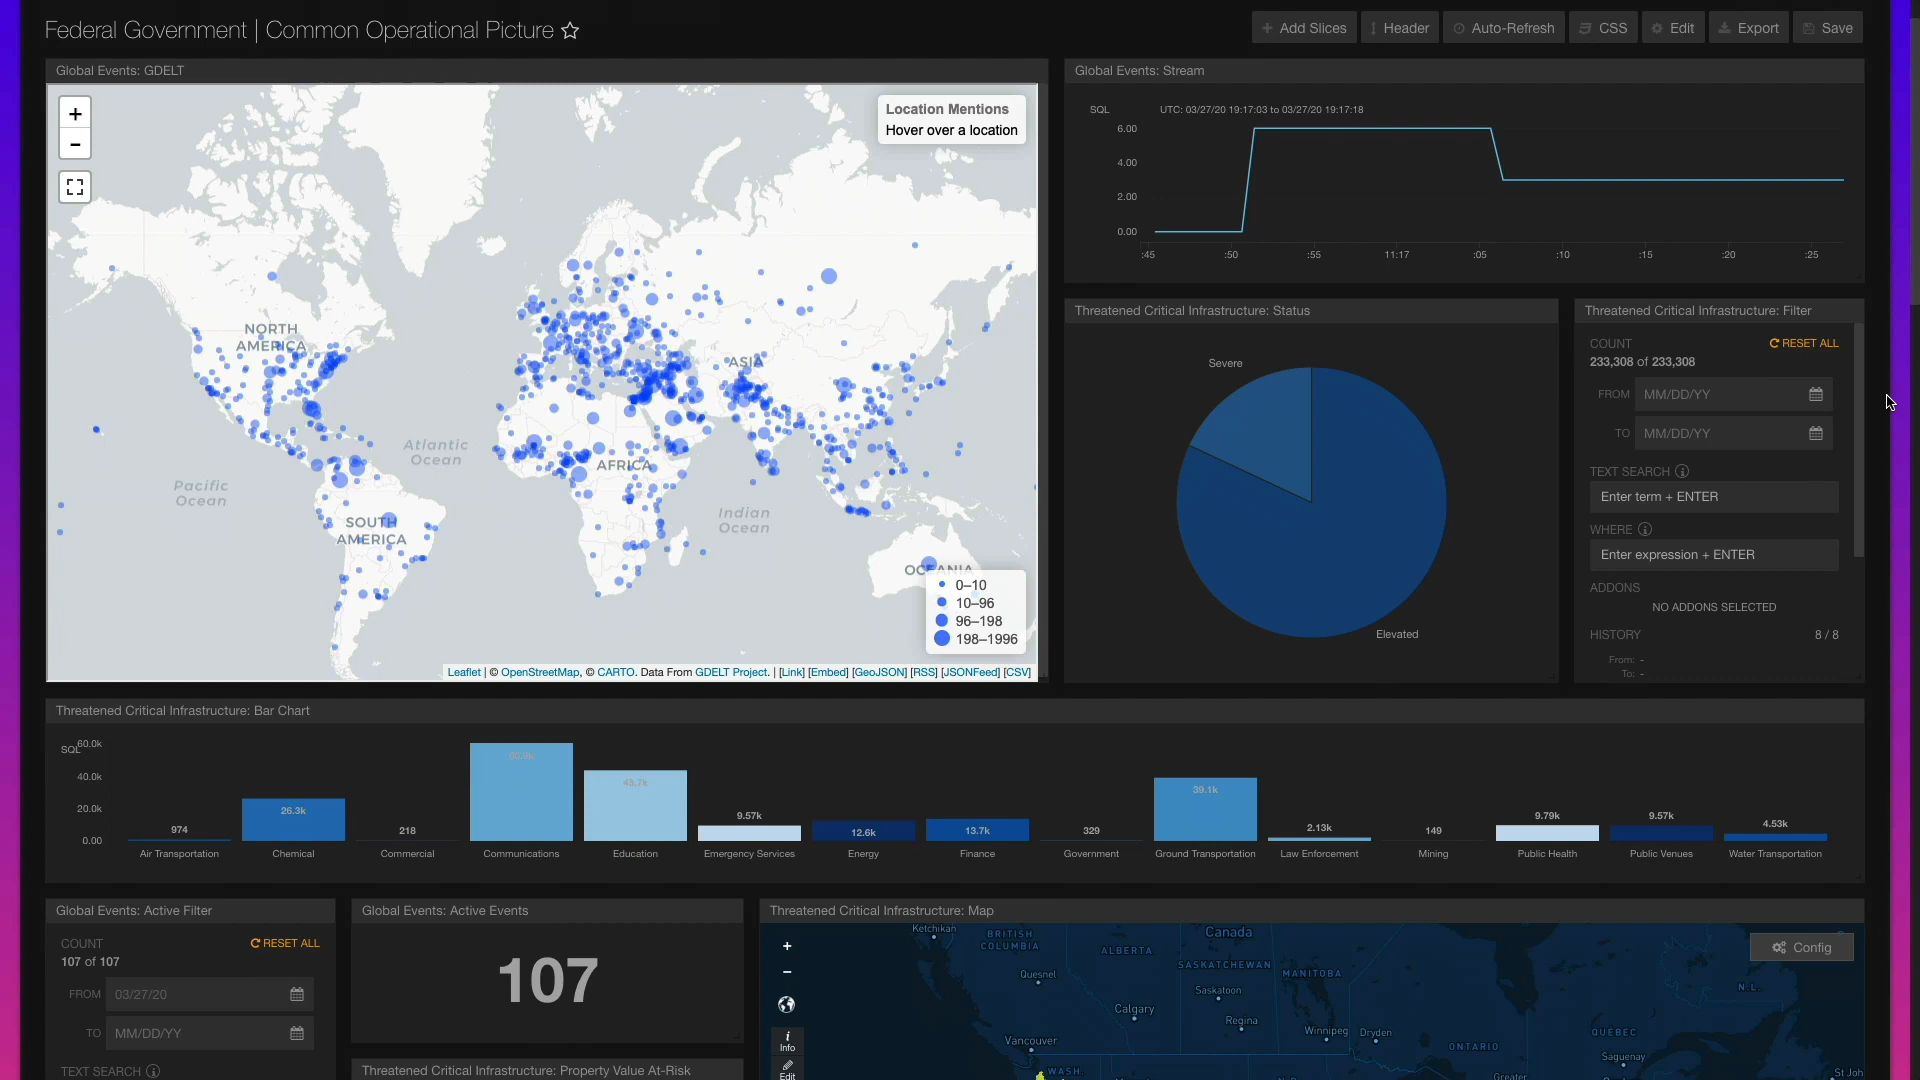 Federal Government | Common Operational Picture
Add Slices
Header
Auto-Refresh
CSS
Edit
Export
Save
Global Events: GDELT
+
−
Location Mentions
Hover over a location
NORTH
AMERICA
ASIA
Atlantic
Ocean
AFRICA
Pacific
Ocean
SOUTH
AMERICA
Indian
Ocean
OCEANIA
0–10
10–96
96–198
198–1996
Leaflet | © OpenStreetMap, © CARTO. Data From GDELT Project. | [Link] [Embed] [GeoJSON] [RSS] [JSONFeed] [CSV]
Global Events: Stream
SQL
UTC: 03/27/20 19:17:03 to 03/27/20 19:17:18
6.00
4.00
2.00
0.00
:45 :50 :55 11:17 :05 :10 :15 :20 :25
Threatened Critical Infrastructure: Status
Severe
Elevated
Threatened Critical Infrastructure: Filter
COUNT
RESET ALL
233,308 of 233,308
FROM MM/DD/YY
TO MM/DD/YY
TEXT SEARCH
Enter term + ENTER
WHERE
Enter expression + ENTER
ADDONS
NO ADDONS SELECTED
HISTORY 8 / 8
From: -
To: -
Threatened Critical Infrastructure: Bar Chart
SQL
60.0k
40.0k
20.0k
0.00
974
26.3k
218
43.7k
9.57k
12.6k
13.7k
329
39.1k
2.13k
149
9.79k
9.57k
4.53k
Air Transportation
Chemical
Commercial
Communications
Education
Emergency Services
Energy
Finance
Government
Ground Transportation
Law Enforcement
Mining
Public Health
Public Venues
Water Transportation
Global Events: Active Filter
COUNT
RESET ALL
107 of 107
FROM 03/27/20
TO MM/DD/YY
TEXT SEARCH
Global Events: Active Events
107
Threatened Critical Infrastructure: Property Value At-Risk
Threatened Critical Infrastructure: Map
+
−
i
Info
Edit
Config
Ketchikan
BRITISH
COLUMBIA
ALBERTA
Canada
SASKATCHEWAN
MANITOBA
Quesnel
Saskatoon
N.L.
Calgary
Regina
Winnipeg
Dryden
Vancouver
QUÉBEC
ONTARIO
Saguenay
WASH.
Greater
St Joh